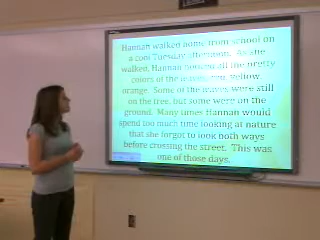 Hannah walked home from school on
a cool Tuesday afternoon. As she
walked, Hannah noticed all the pretty
colors of the leaves, red, yellow,
orange. Some of the leaves were still
on the tree, but some were on the
ground. Many times Hannah would
spend too much time looking at nature
that she forgot to look both ways
before crossing the street. This was
one of those days.